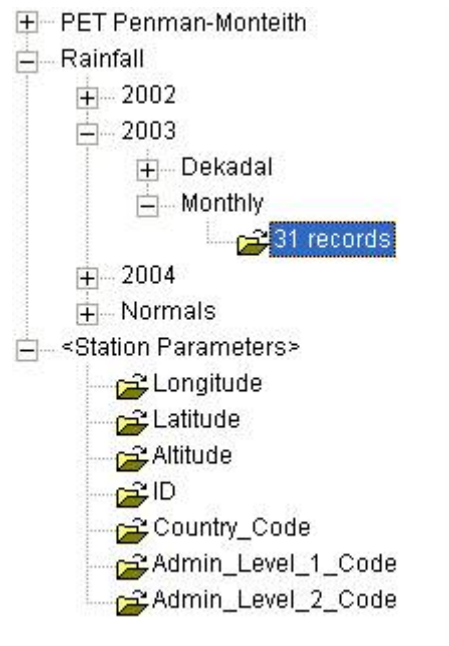 PET Penman-Monteith
Rainfall
2002
2003
Dekadal
Monthly
31 records
2004
Normals
<Station Parameters>
Longitude
Latitude
Altitude
ID
Country_Code
Admin_Level_1_Code
Admin_Level_2_Code